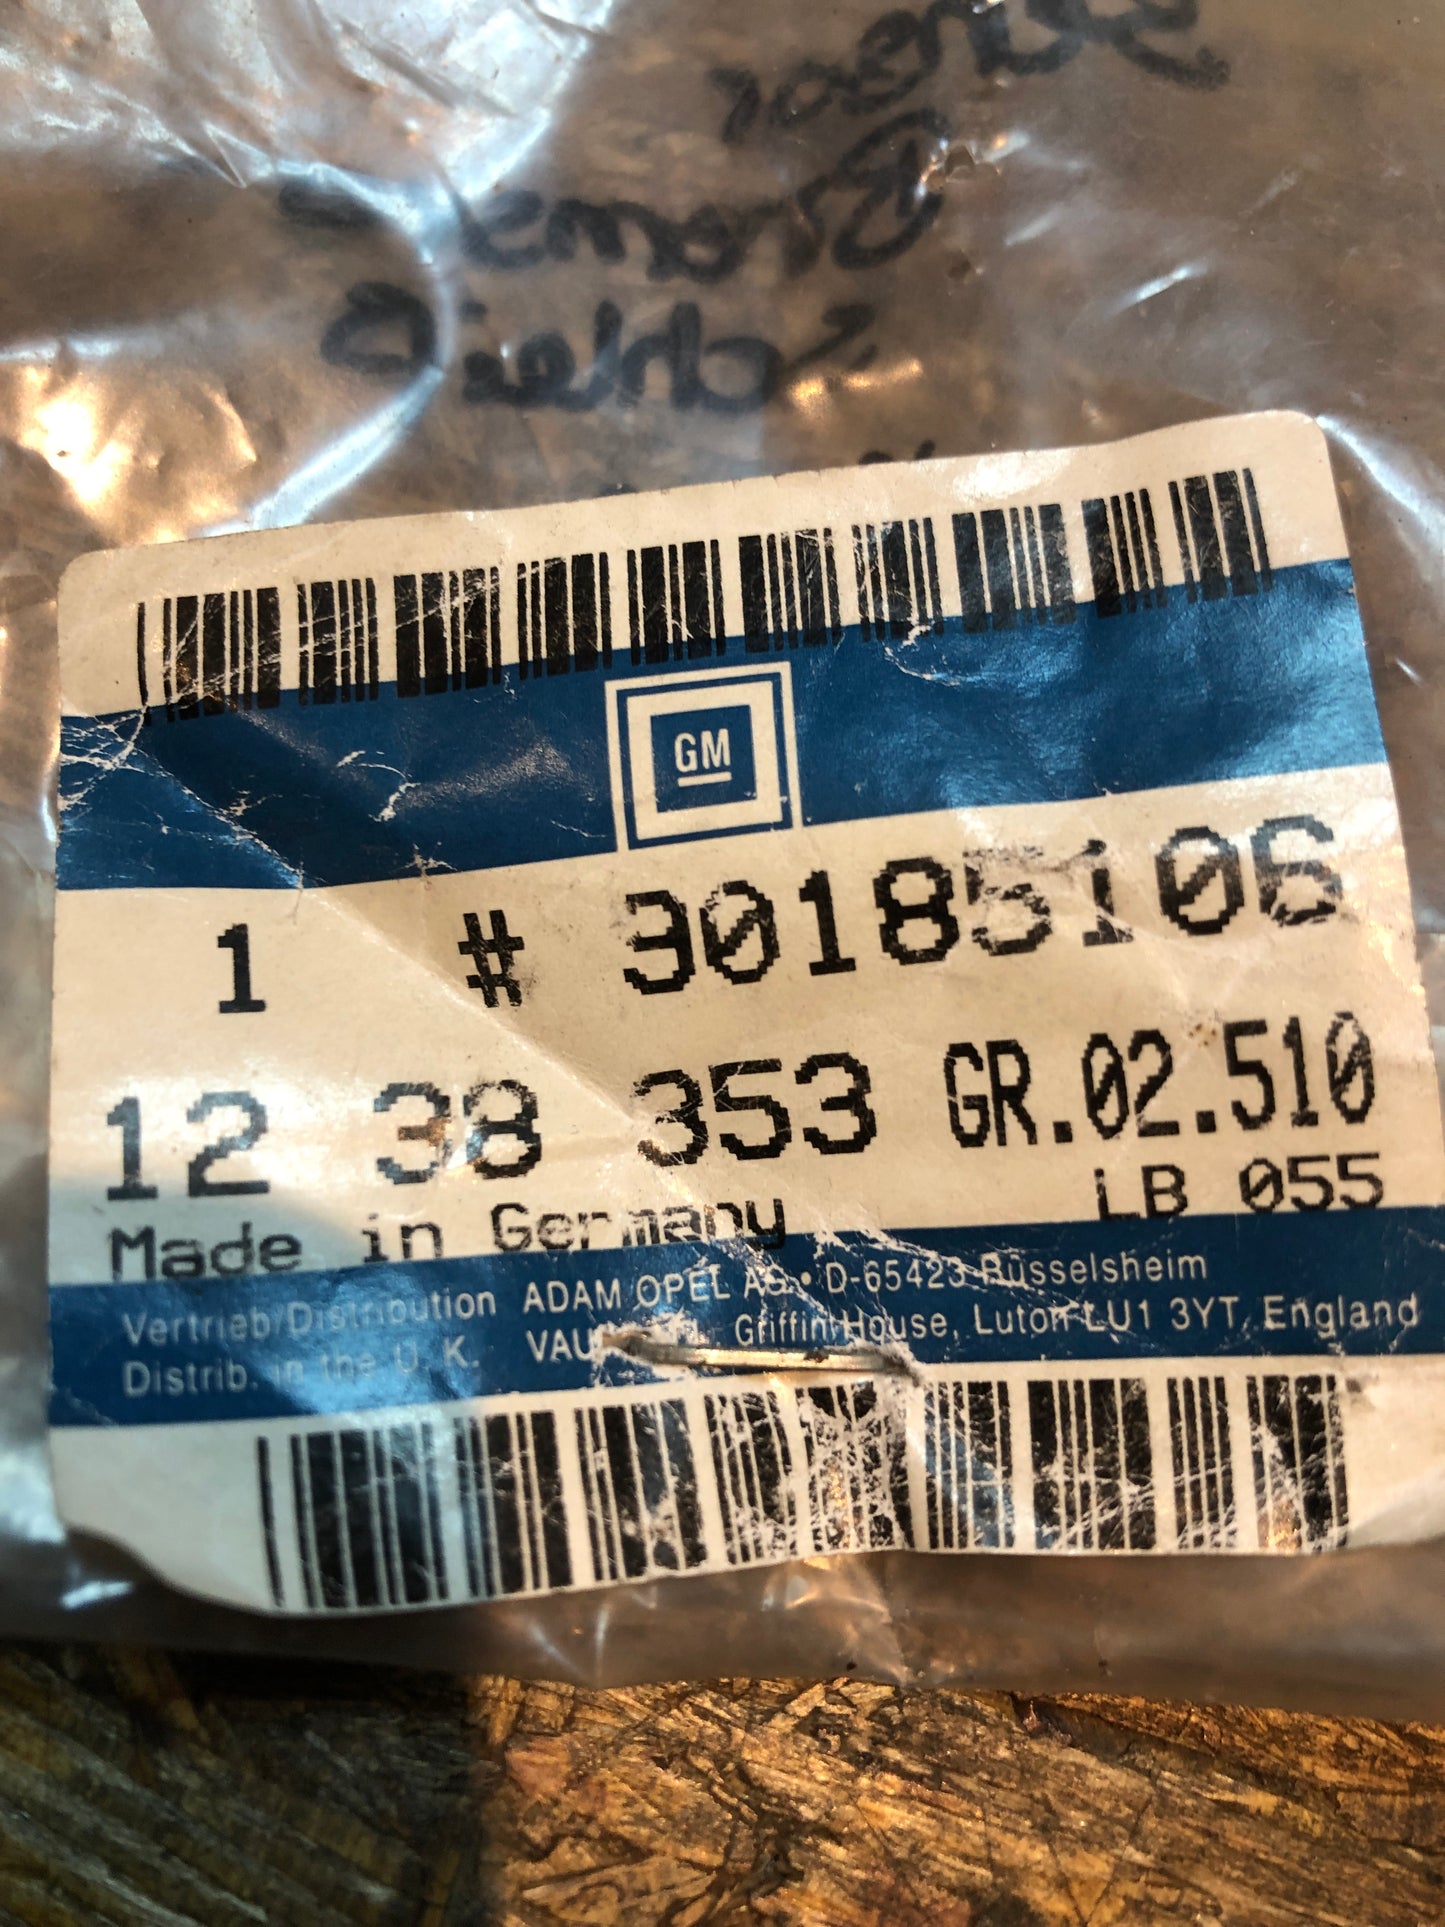 GM
1 # 30185106
12 38 353 GR.02.510
Made in Germany LB 055
Vertrieb/Distribution ADAM OPEL AG • D-65423 Rüsselsheim
Distrib. in the U. K. Griffin House, Luton LU1 3YT, England